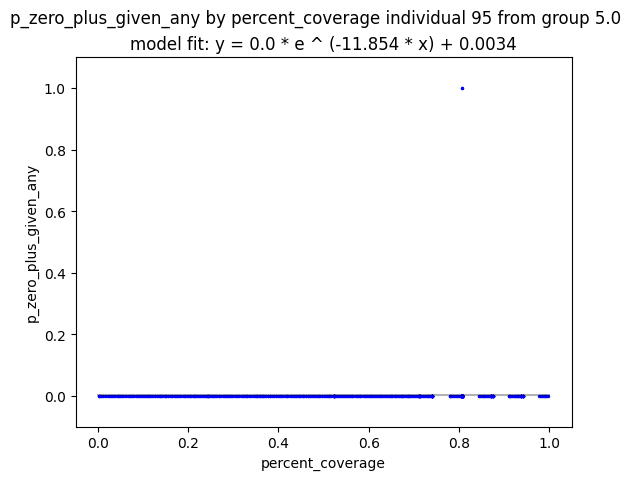 p_zero_plus_given_any by percent_coverage individual 95 from group 5.0
model fit: y = 0.0 * e ^ (-11.854 * x) + 0.0034
1.0
0.8
0.6
0.4
0.2
0.0
p_zero_plus_given_any
0.0 0.2 0.4 0.6 0.8 1.0
percent_coverage